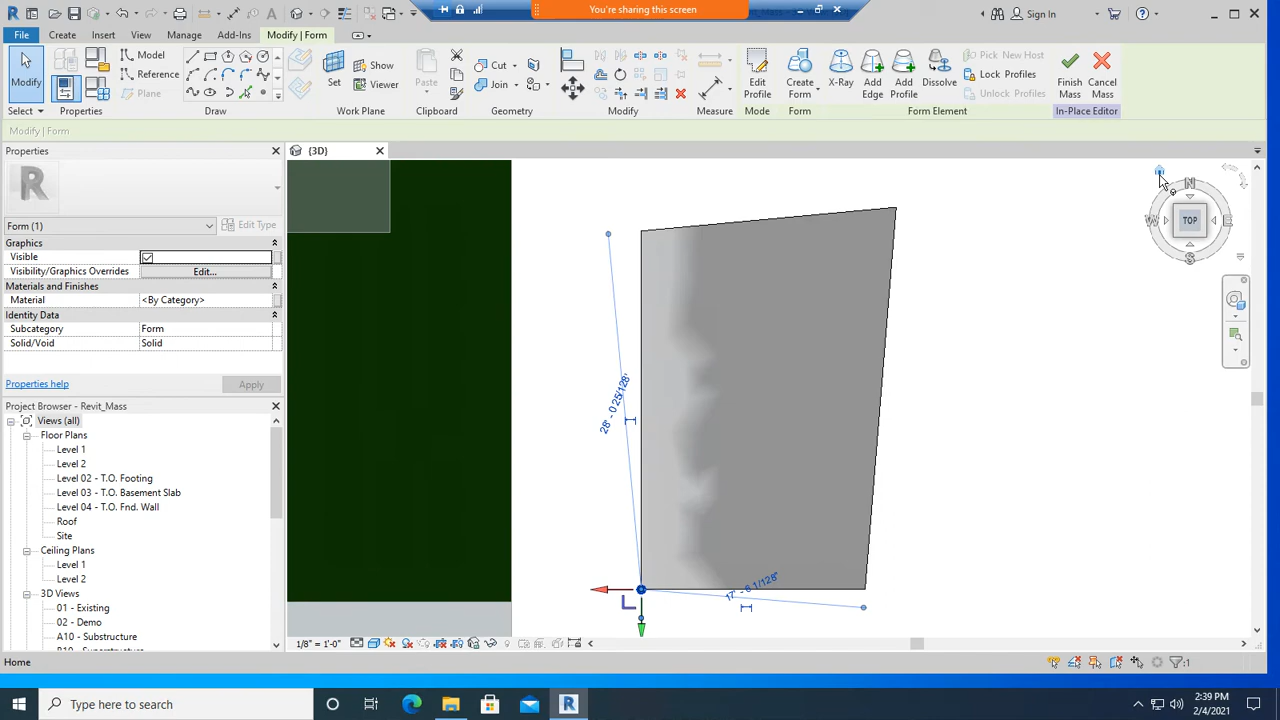 You're sharing this screen
_Mass
Sign In
File
Create
Insert
View
Manage
Add-Ins
Modify | Form
Modify
Model
Reference
Plane
Set
Show
Viewer
Paste
Cut
Join
Edit
Profile
Create
Form
X-Ray
Add
Edge
Add
Profile
Dissolve
Pick New Host
Lock Profiles
Unlock Profiles
Finish
Mass
Cancel
Mass
Select
Properties
Draw
Work Plane
Clipboard
Geometry
Modify
Measure
Mode
Form
Form Element
In-Place Editor
Modify | Form
Properties
{3D}
R
Form (1)
Edit Type
Graphics
Visible
Visibility/Graphics Overrides
Edit...
Materials and Finishes
Material
<By Category>
Identity Data
Subcategory
Form
Solid/Void
Solid
Properties help
Apply
Project Browser - Revit_Mass
Views (all)
Floor Plans
Level 1
Level 2
Level 02 - T.O. Footing
Level 03 - T.O. Basement Slab
Level 04 - T.O. Fnd. Wall
Roof
Site
Ceiling Plans
Level 1
Level 2
3D Views
01 - Existing
02 - Demo
A10 - Substructure
N
W
TOP
E
S
1/8" = 1'-0"
Home
:1
Type here to search
2:39 PM
2/4/2021